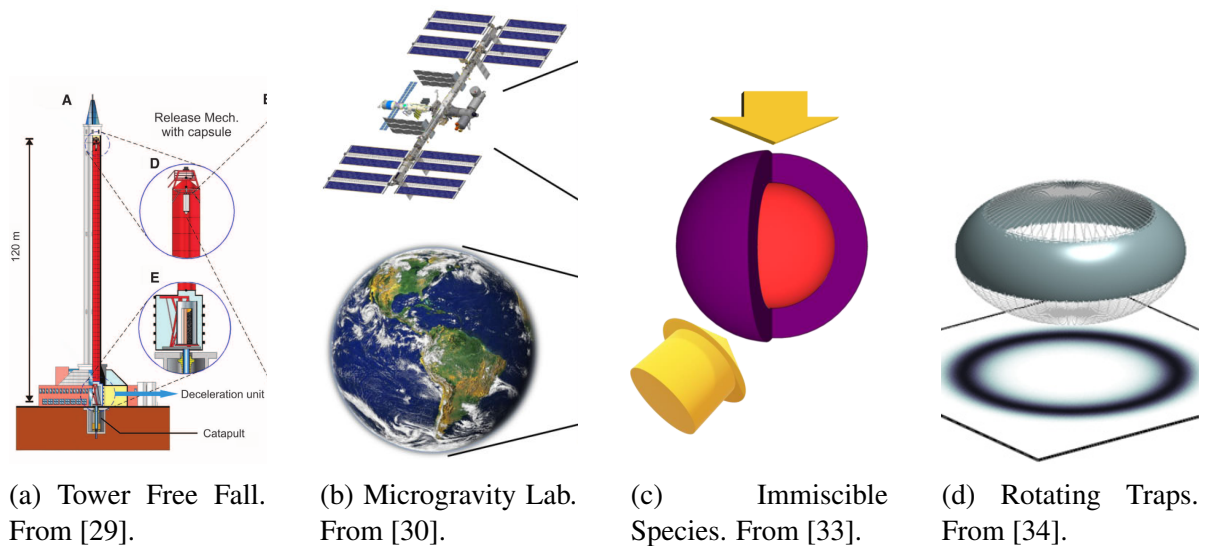 A
E
Release Mech.
with capsule
D
120 m
E
Deceleration unit
Catapult
(a) Tower Free Fall.
From [29].
(b) Microgravity Lab.
From [30].
(c) Immiscible
Species. From [33].
(d) Rotating Traps.
From [34].